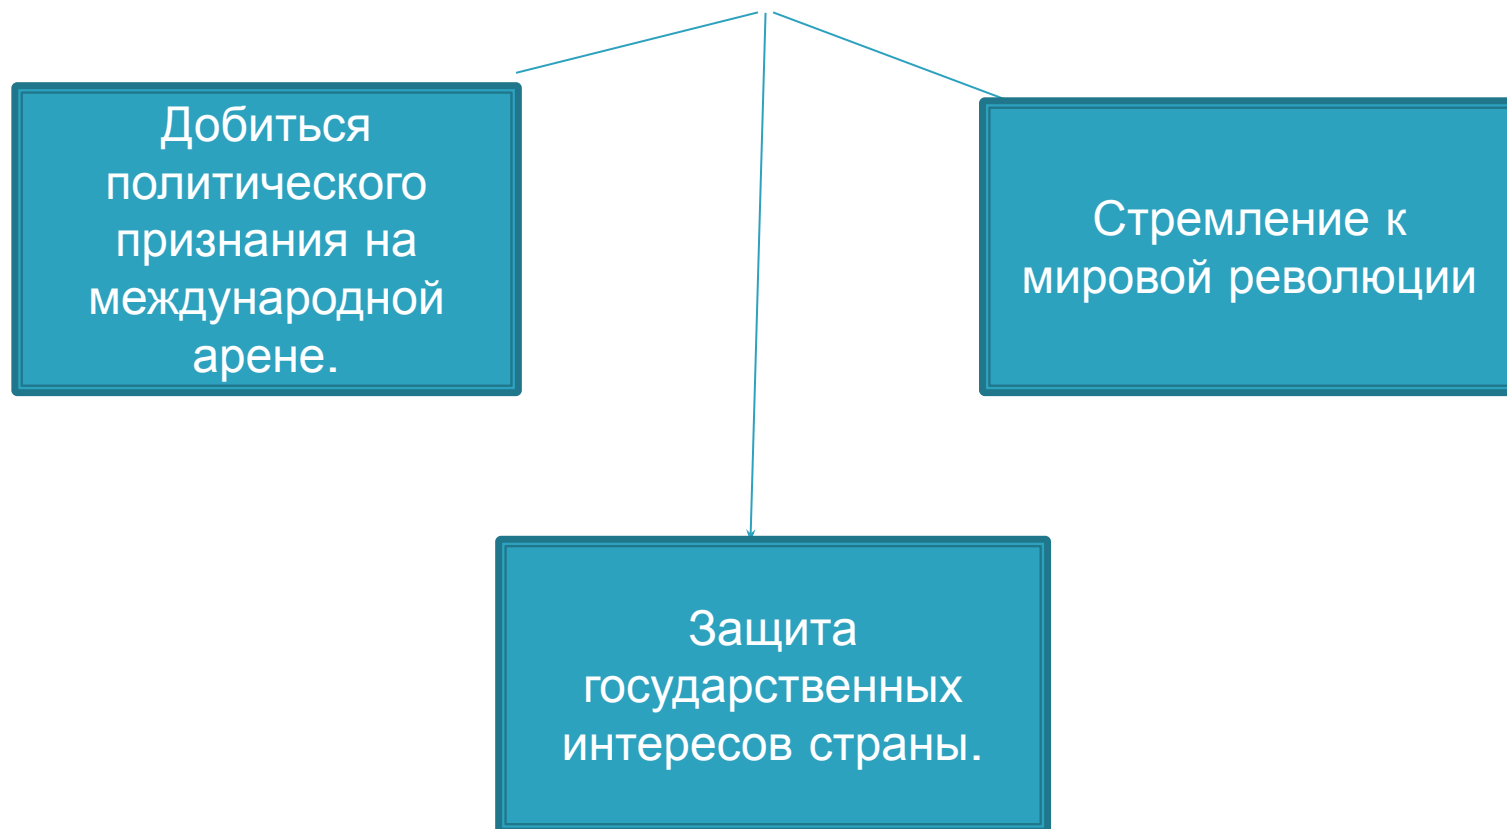 Добиться
политического
признания на
международной
арене.
Стремление к
мировой революции
Защита
государственных
интересов страны.